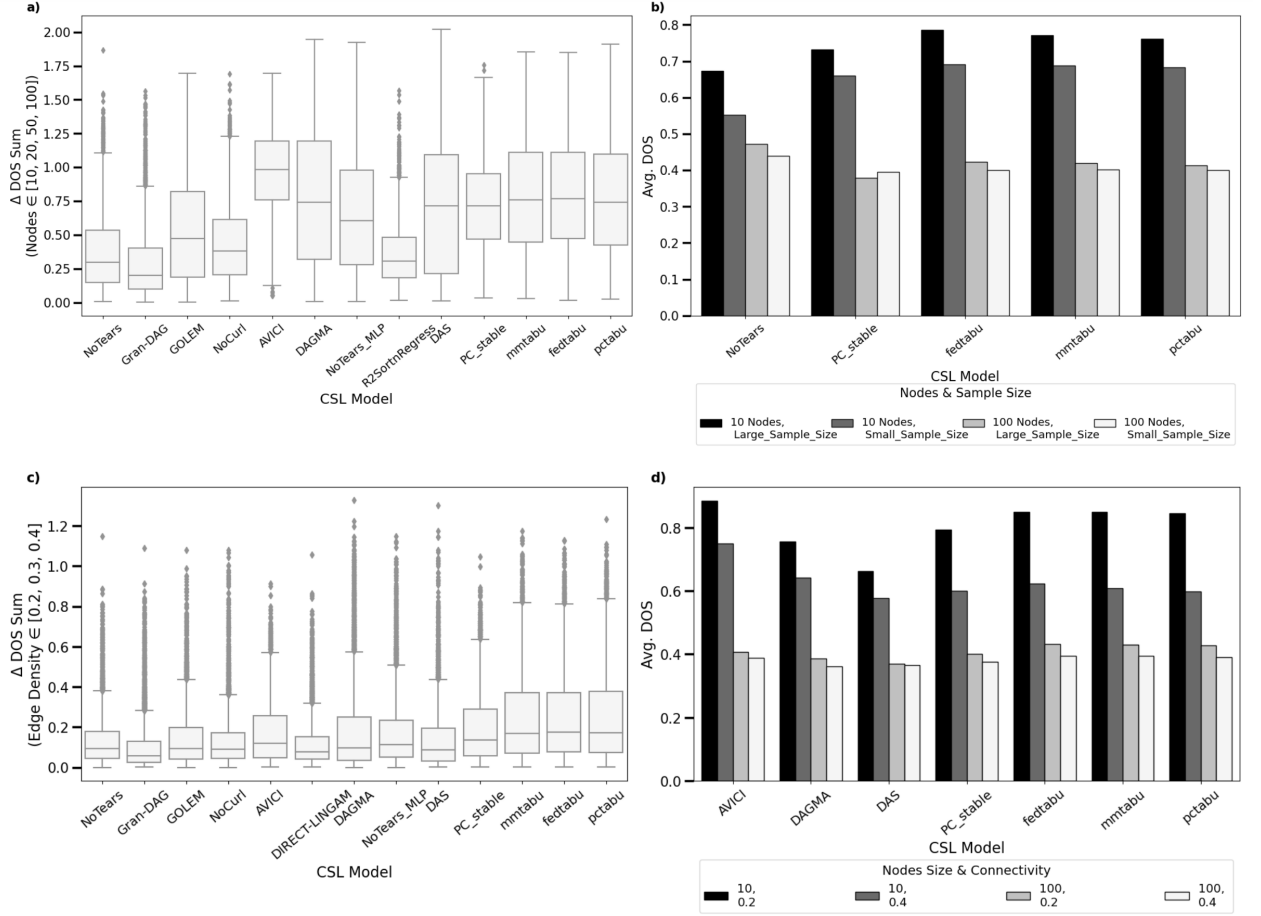 a)
Δ DOS Sum
(Nodes ∈ [10, 20, 50, 100])
2.00
1.75
1.50
1.25
1.00
0.75
0.50
0.25
0.00
NoTears
Gran-DAG
GOLEM
NoCurl
AVICI
DAGMA
NoTears_MLP
R2SortnRegress
DAS
PC_stable
mmtabu
fedtabu
pctabu
CSL Model
b)
Avg. DOS
0.8
0.7
0.6
0.5
0.4
0.3
0.2
0.1
0.0
NoTears
PC_stable
fedtabu
mmtabu
pctabu
CSL Model
Nodes & Sample Size
10 Nodes,
Large_Sample_Size
10 Nodes,
Small_Sample_Size
100 Nodes,
Large_Sample_Size
100 Nodes,
Small_Sample_Size
c)
Δ DOS Sum
(Edge Density ∈ [0.2, 0.3, 0.4]
1.2
1.0
0.8
0.6
0.4
0.2
0.0
NoTears
Gran-DAG
GOLEM
NoCurl
AVICI
DIRECT-LINGAM
DAGMA
NoTears_MLP
DAS
PC_stable
mmtabu
fedtabu
pctabu
CSL Model
d)
Avg. DOS
0.8
0.6
0.4
0.2
0.0
AVICI
DAGMA
DAS
PC_stable
fedtabu
mmtabu
pctabu
CSL Model
Nodes Size & Connectivity
10,
0.2
10,
0.4
100,
0.2
100,
0.4